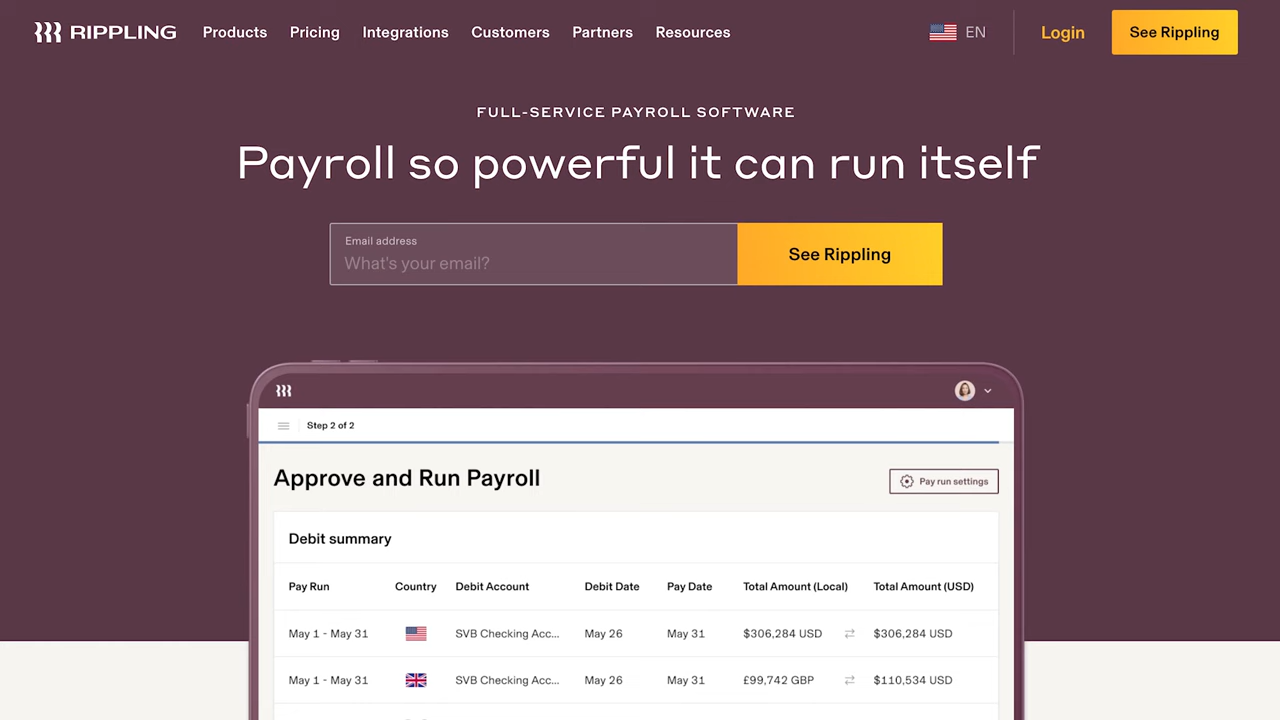 RIPPLING Products Pricing Integrations Customers Partners Resources EN Login See Rippling
FULL-SERVICE PAYROLL SOFTWARE
Payroll so powerful it can run itself
Email address
What's your email?
See Rippling
Step 2 of 2
Approve and Run Payroll
Pay run settings
Debit summary
Pay Run Country Debit Account Debit Date Pay Date Total Amount (Local) Total Amount (USD)
May 1 - May 31 SVB Checking Acc... May 26 May 31 $306,284 USD $306,284 USD
May 1 - May 31 SVB Checking Acc... May 26 May 31 £99,742 GBP $110,534 USD